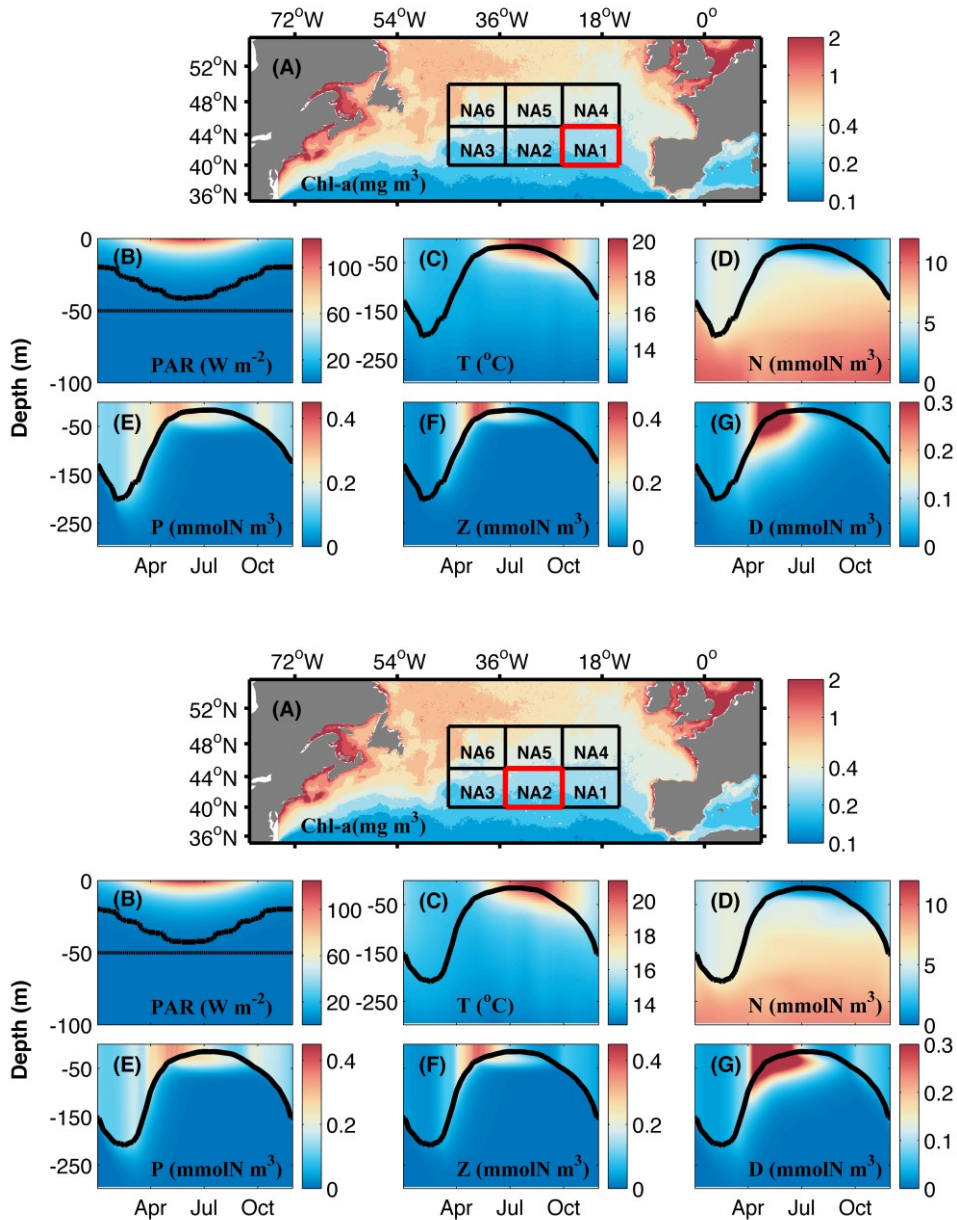 72°W 54°W 36°W 18°W 0°
(A)
52°N
48°N
44°N
40°N
36°N
NA6 NA5 NA4
NA3 NA2 NA1
Chl-a(mg m³)
2
1
0.4
0.2
0.1
Depth (m)
0
-50
-100
(B)
PAR (W m⁻²)
100
60
20
-50
-150
-250
(C)
T (°C)
20
18
16
14
(D)
N (mmolN m³)
10
5
0
-50
-150
-250
(E)
P (mmolN m³)
0.4
0.2
0
(F)
Z (mmolN m³)
0.4
0.2
0
(G)
D (mmolN m³)
0.3
0.2
0.1
0
Apr Jul Oct
Apr Jul Oct
Apr Jul Oct
72°W 54°W 36°W 18°W 0°
(A)
52°N
48°N
44°N
40°N
36°N
NA6 NA5 NA4
NA3 NA2 NA1
Chl-a(mg m³)
2
1
0.4
0.2
0.1
Depth (m)
0
-50
-100
(B)
PAR (W m⁻²)
100
60
20
-50
-150
-250
(C)
T (°C)
20
18
16
14
(D)
N (mmolN m³)
10
5
0
-50
-150
-250
(E)
P (mmolN m³)
0.4
0.2
0
(F)
Z (mmolN m³)
0.4
0.2
0
(G)
D (mmolN m³)
0.3
0.2
0.1
0
Apr Jul Oct
Apr Jul Oct
Apr Jul Oct